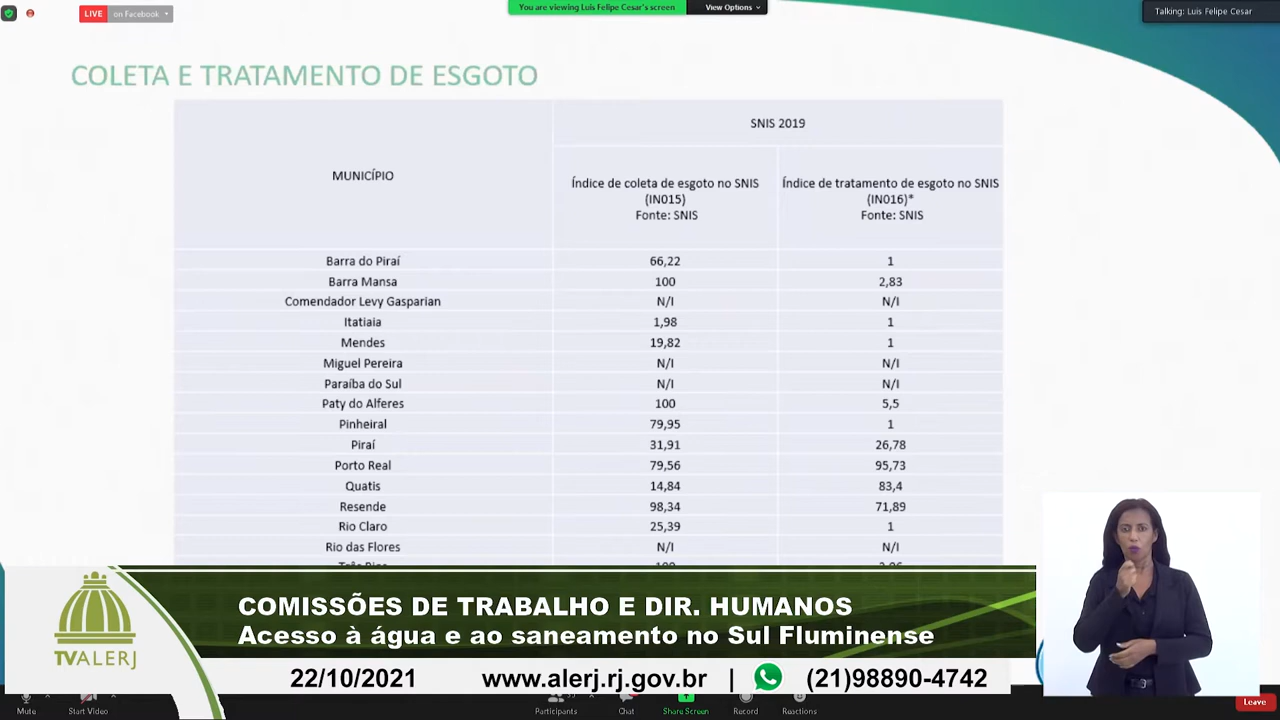 LIVE on Facebook
You are viewing Luis Felipe Cesar's screen View Options
Talking: Luis Felipe Cesar
COLETA E TRATAMENTO DE ESGOTO
MUNICÍPIO
SNIS 2019
Índice de coleta de esgoto no SNIS
(IN015)
Fonte: SNIS
Índice de tratamento de esgoto no SNIS
(IN016)*
Fonte: SNIS
Barra do Piraí 66,22 1
Barra Mansa 100 2,83
Comendador Levy Gasparian N/I N/I
Itatiaia 1,98 1
Mendes 19,82 1
Miguel Pereira N/I N/I
Paraíba do Sul N/I N/I
Paty do Alferes 100 5,5
Pinheiral 79,95 1
Piraí 31,91 26,78
Porto Real 79,56 95,73
Quatis 14,84 83,4
Resende 98,34 71,89
Rio Claro 25,39 1
Rio das Flores N/I N/I
COMISSÕES DE TRABALHO E DIR. HUMANOS
Acesso à água e ao saneamento no Sul Fluminense
TVALERJ
22/10/2021 www.alerj.rj.gov.br | (21)98890-4742
Mute Start Video Participants Chat Share Screen Record Reactions Leave